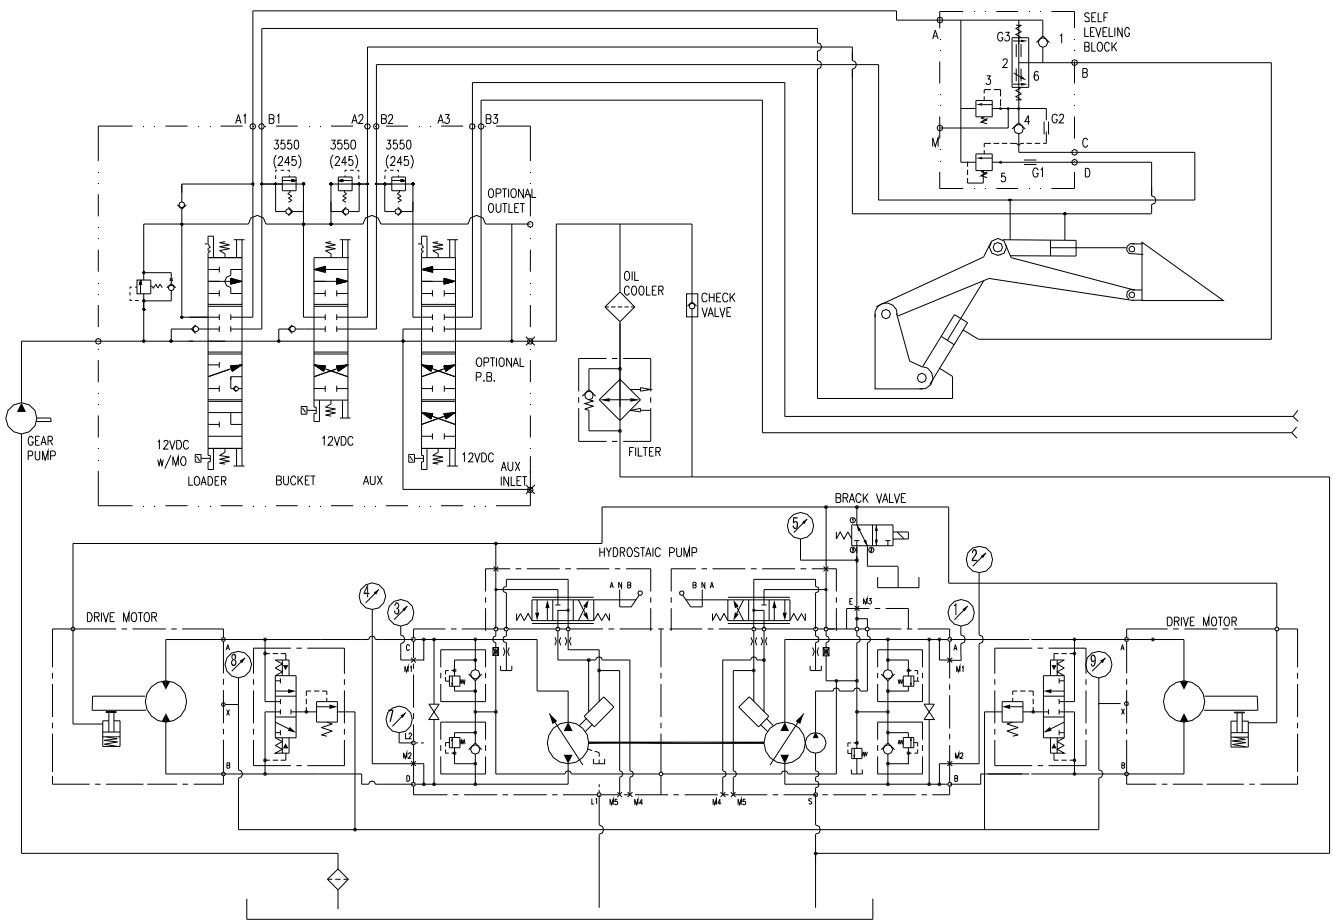 SELF
LEVELING
BLOCK
A
G3
1
2
6
B
3
4
G2
M
C
5
G1
D
A1 B1
A2 B2
A3 B3
3550
(245)
3550
(245)
3550
(245)
OPTIONAL
OUTLET
OIL
COOLER
CHECK
VALVE
OPTIONAL
P.B.
GEAR
PUMP
12VDC
W/MO
12VDC
12VDC
FILTER
LOADER
BUCKET
AUX
AUX
INLET
BRACK VALVE
5
2
HYDROSTAIC PUMP
A N B
B N A
1
2
3
4
3
E
M3
1
DRIVE MOTOR
DRIVE MOTOR
A
C
M1
A
M1
A
8
9
X
X
7
L2
M2
M2
B
D
B
B
L1
M5
M4
M4
M5
S